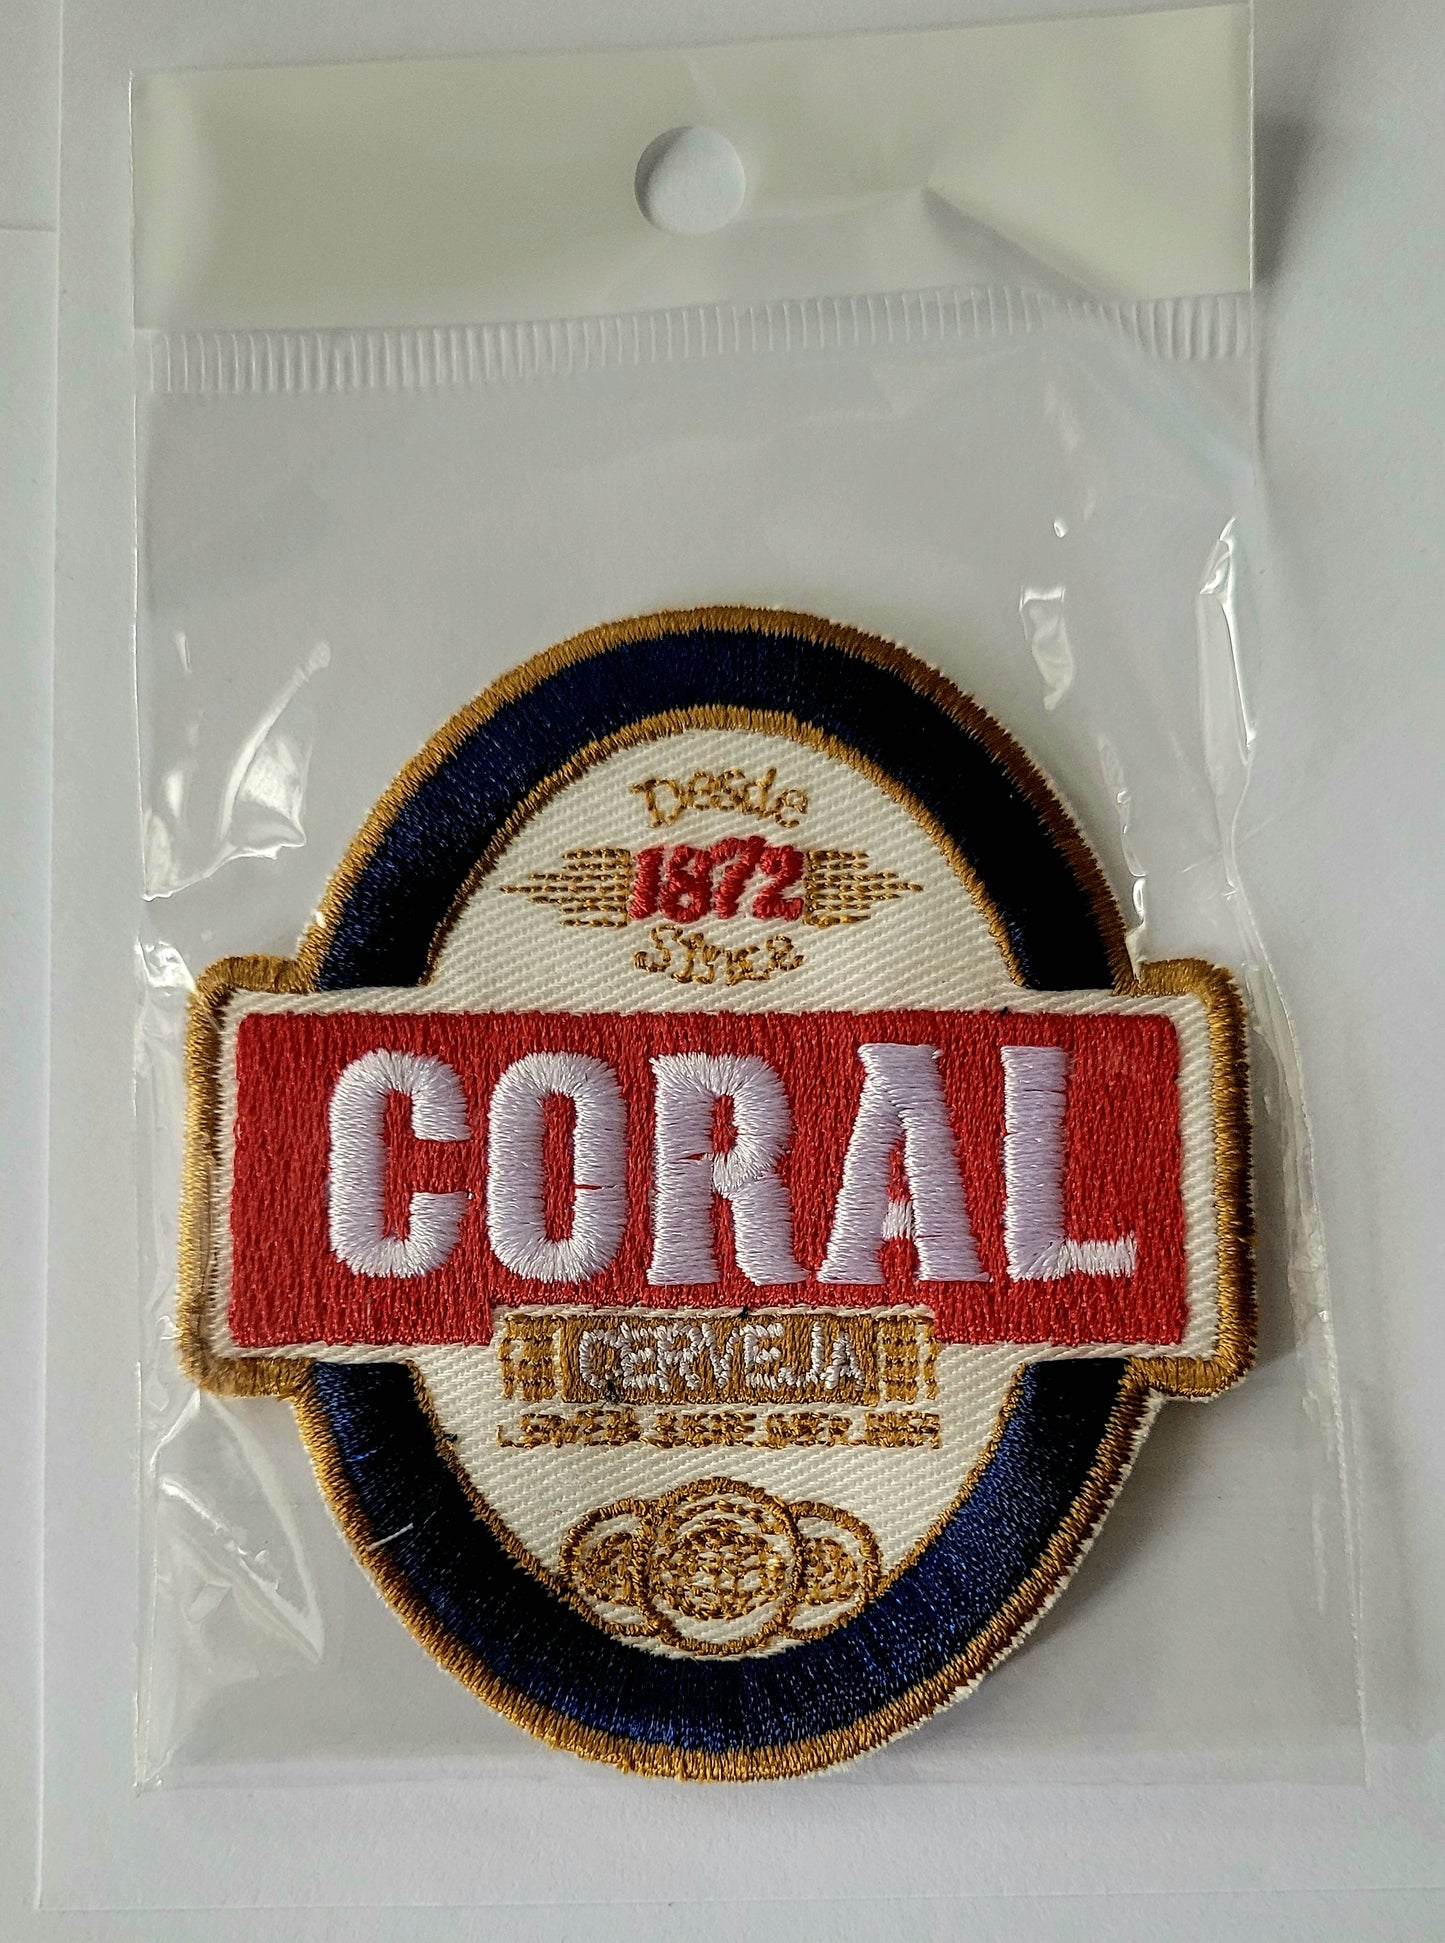 Desde
1872
Since
CORAL
CERVEJA